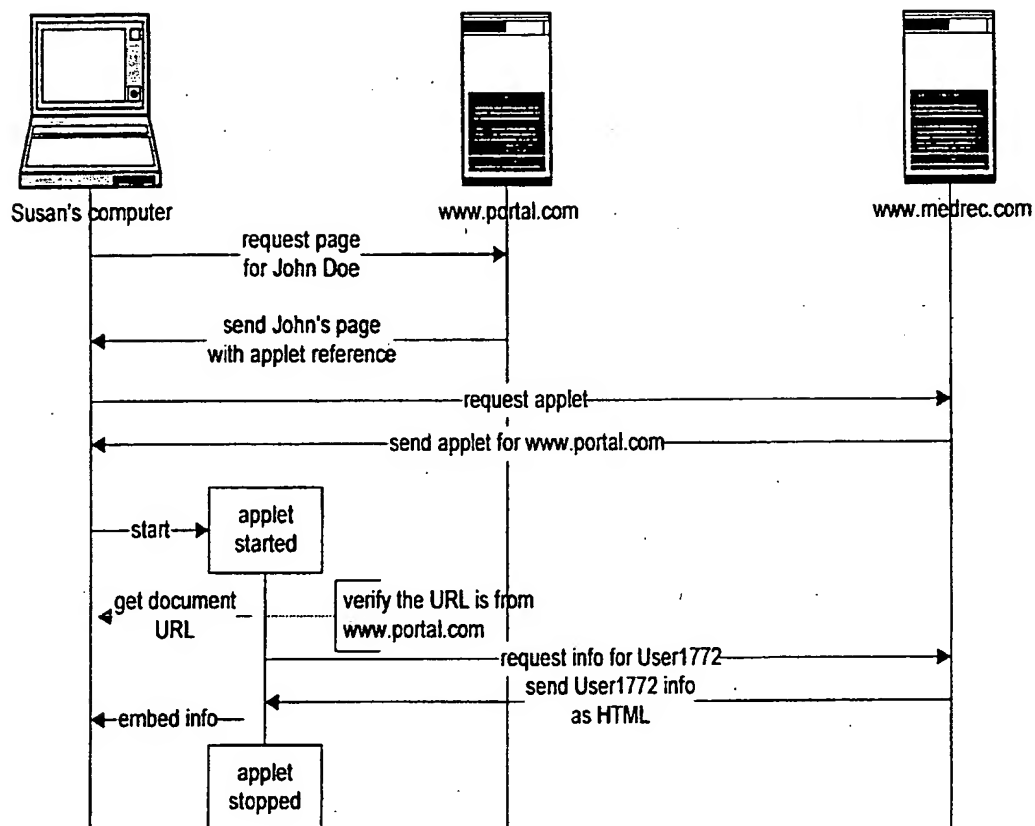 Susan's computer
www.portal.com
www.medrec.com
request page
for John Doe
send John's page
with applet reference
request applet
send applet for www.portal.com
start
applet
started
get document
URL
verify the URL is from
www.portal.com
request info for User1772
send User1772 info
as HTML
embed info
applet
stopped